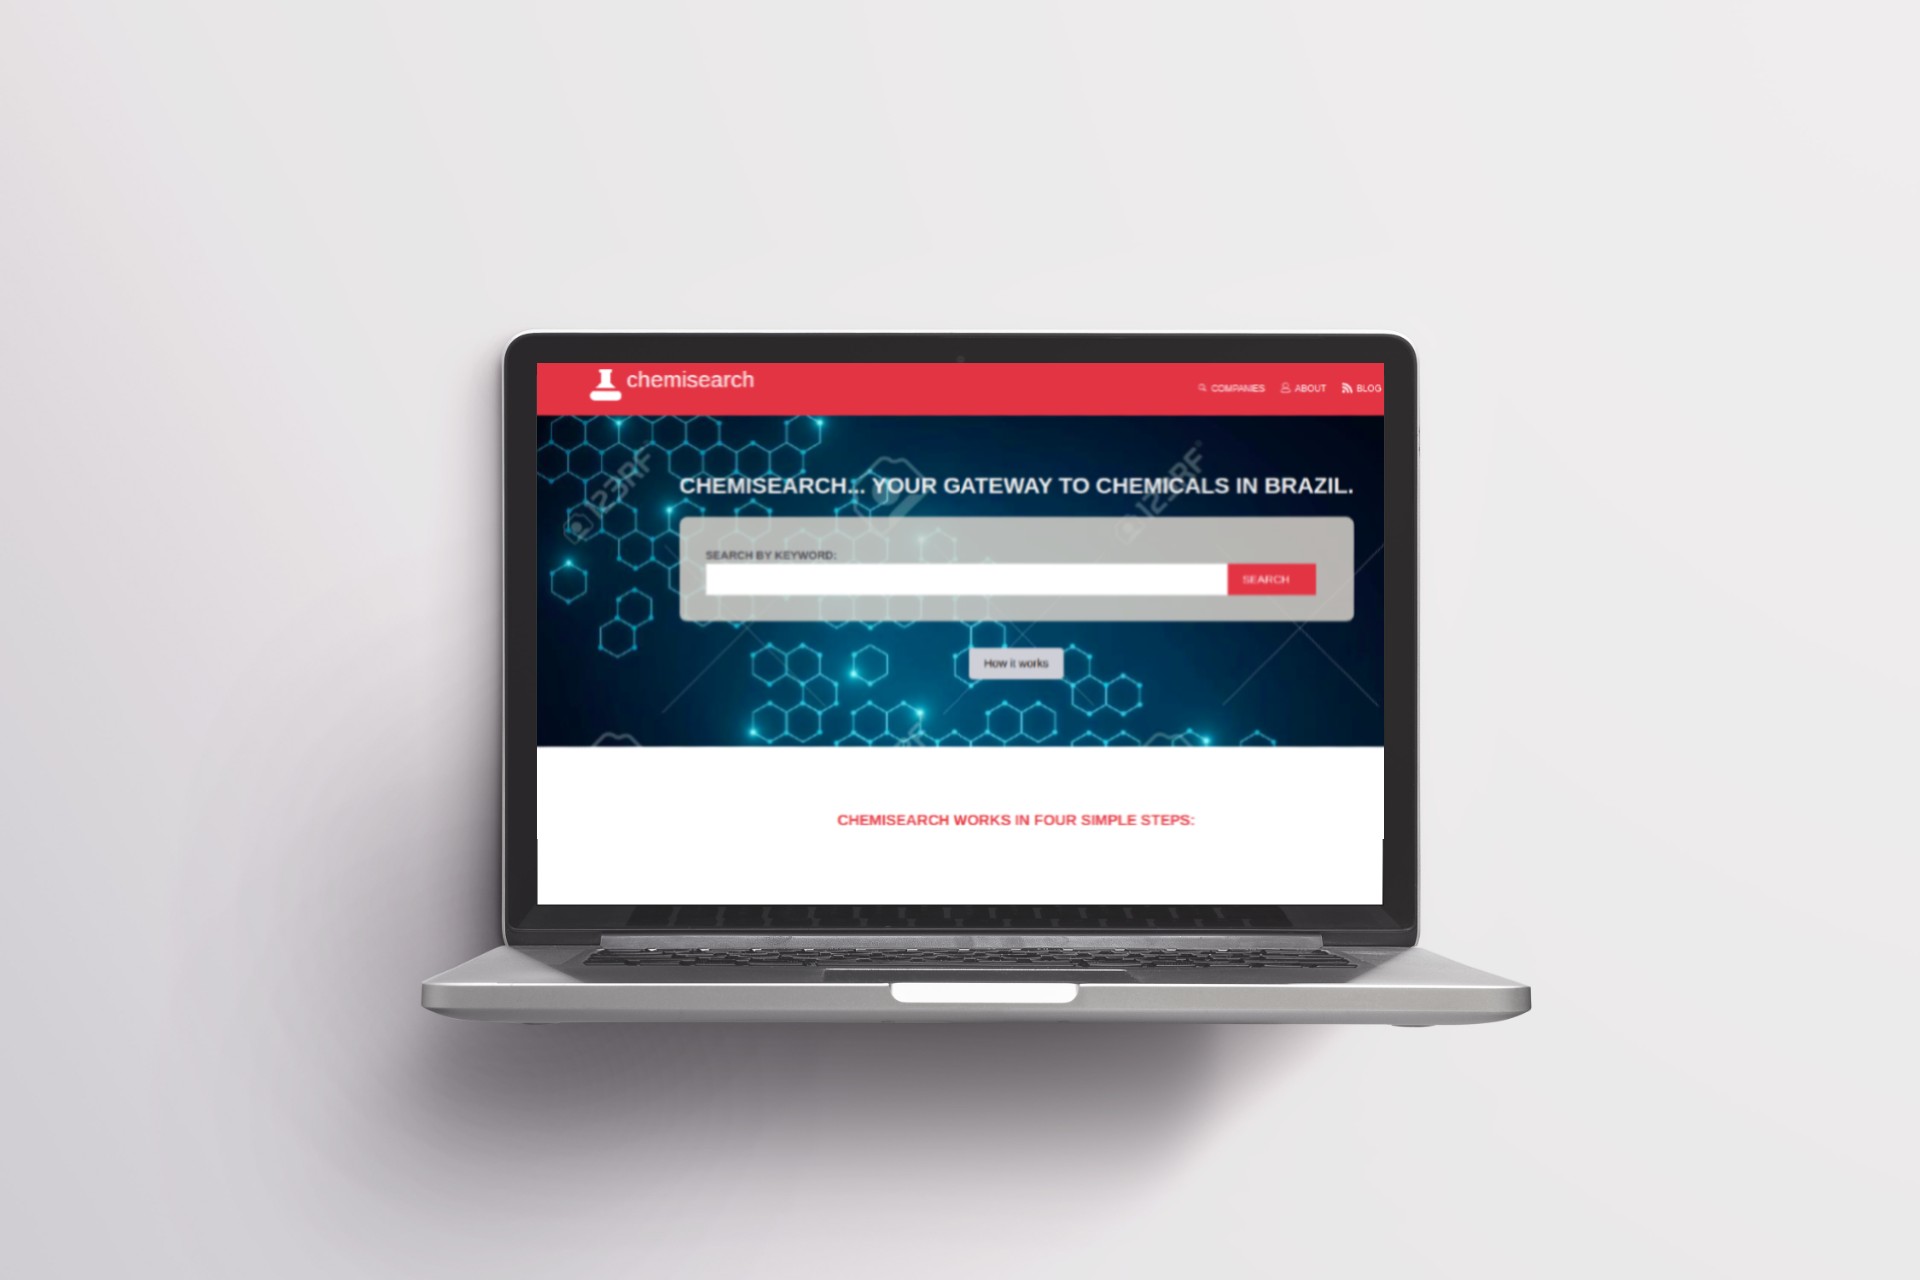 chemisearch
COMPANIES ABOUT BLOG
CHEMISEARCH... YOUR GATEWAY TO CHEMICALS IN BRAZIL.
123RF
123RF
SEARCH BY KEYWORD:
SEARCH
How it works
CHEMISEARCH WORKS IN FOUR SIMPLE STEPS: